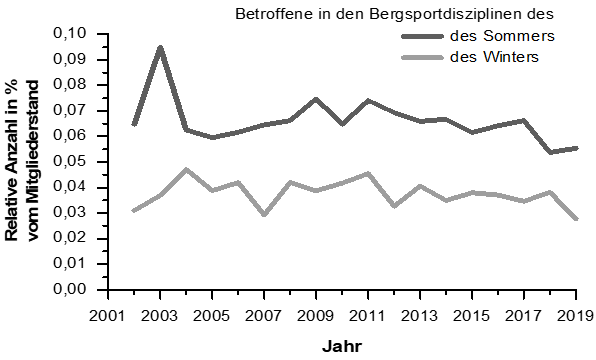 Betroffene in den Bergsportdisziplinen des
des Sommers
des Winters
Relative Anzahl in %
vom Mitgliederstand
0,10
0,09
0,08
0,07
0,06
0,05
0,04
0,03
0,02
0,01
0,00
2001 2003 2005 2007 2009 2011 2013 2015 2017 2019
Jahr